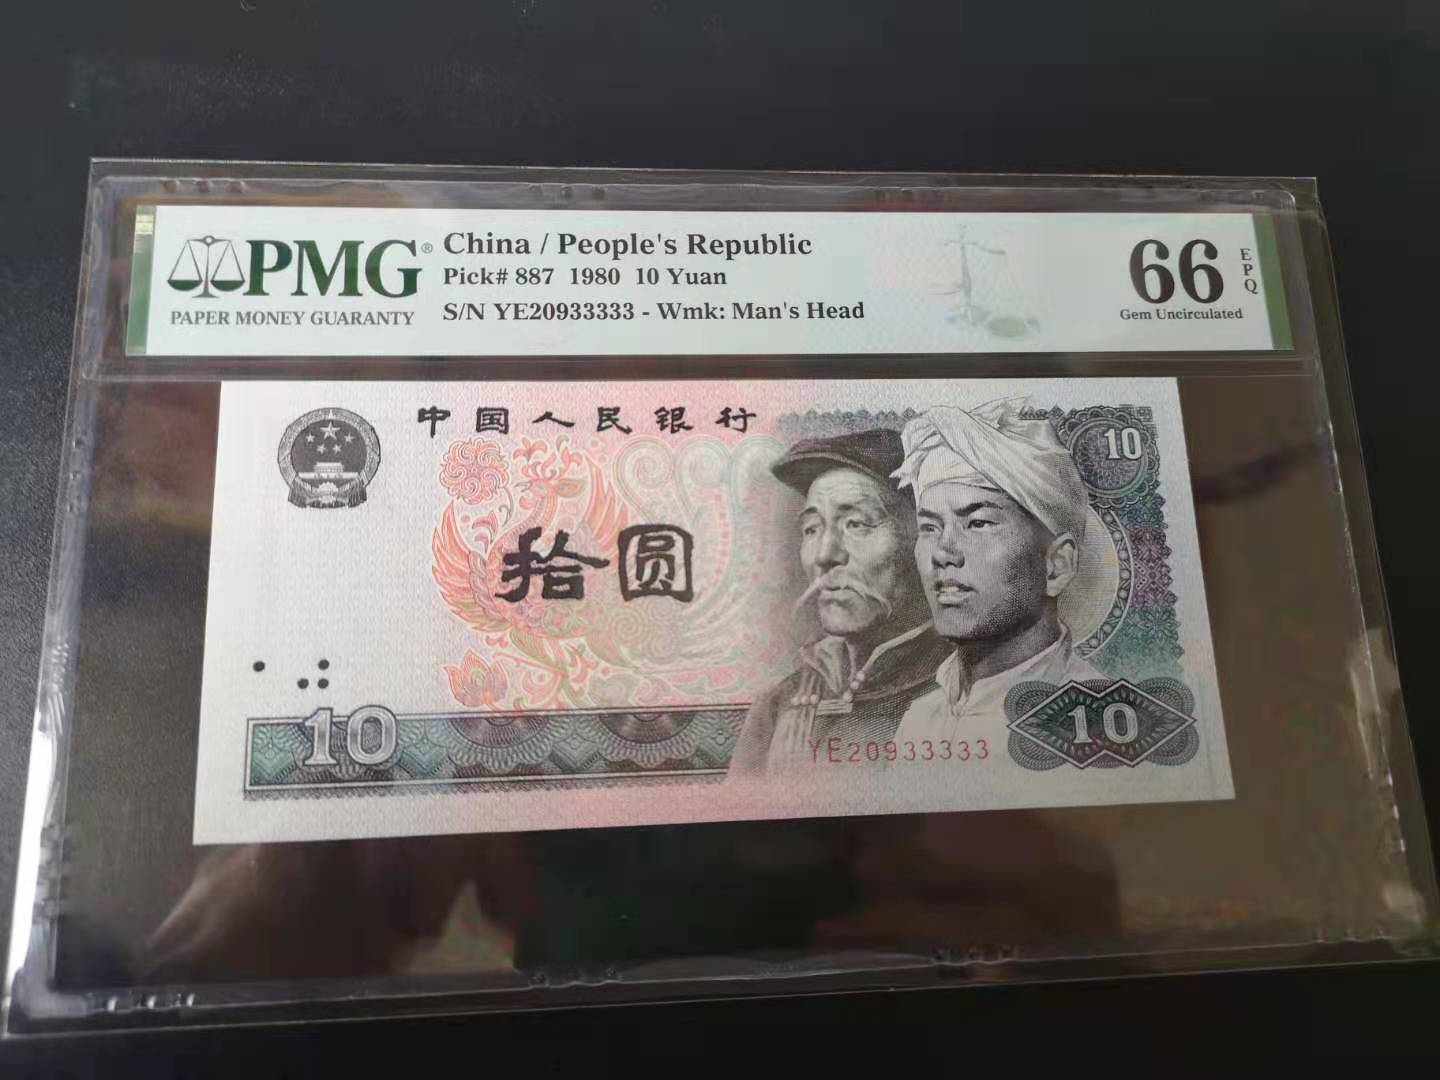 PMG®
PAPER MONEY GUARANTY
China / People's Republic
Pick# 887 1980 10 Yuan
S/N YE20933333 - Wmk: Man's Head
66
EPQ
Gem Uncirculated
中国人民银行
10
拾圆
10
YE20933333
10